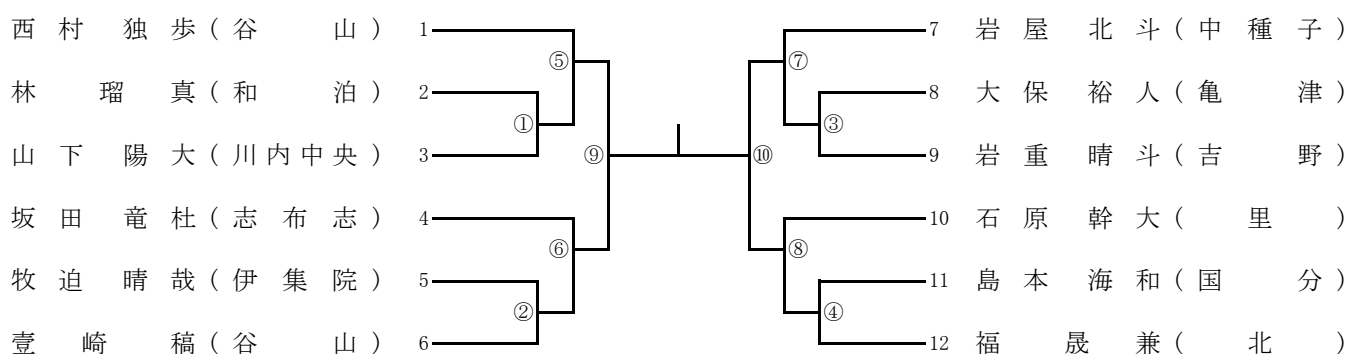 西村 独歩(谷山) 1
⑤
林 瑠真(和泊) 2
①
山下 陽大(川内中央) 3
⑨
坂田 竜杜(志布志) 4
⑥
牧迫 晴哉(伊集院) 5
②
壹崎 稿(谷山) 6
7 岩屋 北斗(中種子)
⑦
8 大保 裕人(亀津)
③
9 岩重 晴斗(吉野)
⑩
10 石原 幹大(里)
⑧
11 島本 海和(国分)
④
12 福 晟兼(北)